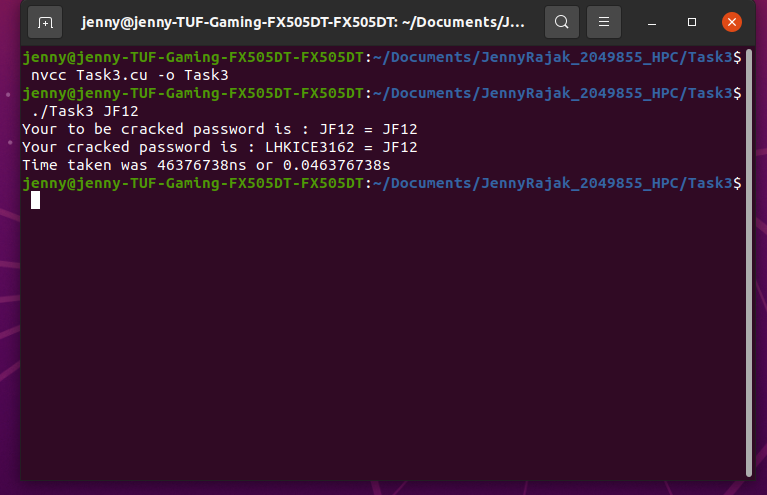 jenny@jenny-TUF-Gaming-FX505DT-FX505DT: ~/Documents/J...
jenny@jenny-TUF-Gaming-FX505DT-FX505DT:~/Documents/JennyRajak_2049855_HPC/Task3$
nvcc Task3.cu -o Task3
jenny@jenny-TUF-Gaming-FX505DT-FX505DT:~/Documents/JennyRajak_2049855_HPC/Task3$
./Task3 JF12
Your to be cracked password is : JF12 = JF12
Your cracked password is : LHKICE3162 = JF12
Time taken was 46376738ns or 0.046376738s
jenny@jenny-TUF-Gaming-FX505DT-FX505DT:~/Documents/JennyRajak_2049855_HPC/Task3$